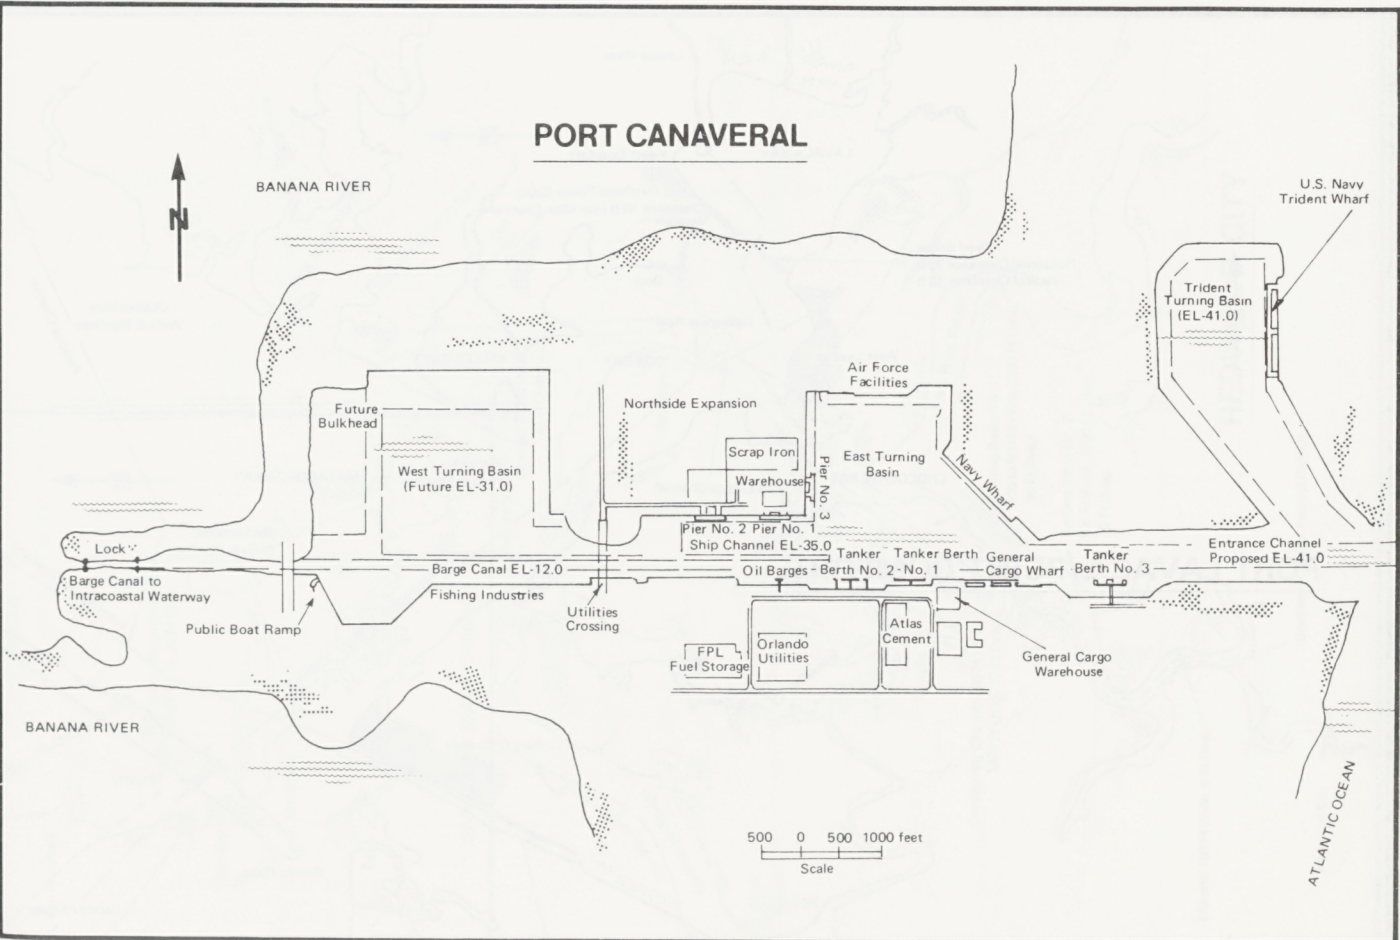 PORT CANAVERAL
N
BANANA RIVER
U.S. Navy
Trident Wharf
Trident
Turning Basin
(EL-41.0)
Air Force
Facilities
Future
Bulkhead
Northside Expansion
West Turning Basin
(Future EL-31.0)
Scrap Iron
Warehouse
Pier No. 3
East Turning
Basin
Navy Wharf
Pier No. 2 Pier No. 1
Ship Channel EL-35.0
Entrance Channel
Proposed EL-41.0
Lock
Barge Canal to
Intracoastal Waterway
Public Boat Ramp
Barge Canal EL-12.0
Fishing Industries
Utilities
Crossing
Oil Barges
Tanker
Berth No. 2
Tanker Berth
No. 1
General
Cargo Wharf
Tanker
Berth No. 3
FPL
Fuel Storage
Orlando
Utilities
Atlas
Cement
General Cargo
Warehouse
BANANA RIVER
ATLANTIC OCEAN
500 0 500 1000 feet
Scale